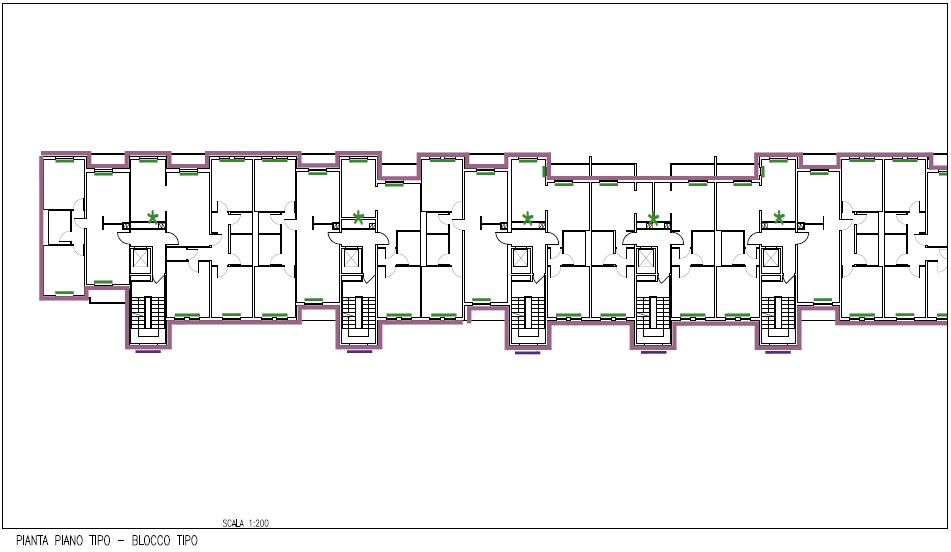 SCALA 1:200
PIANTA PIANO TIPO - BLOCCO TIPO